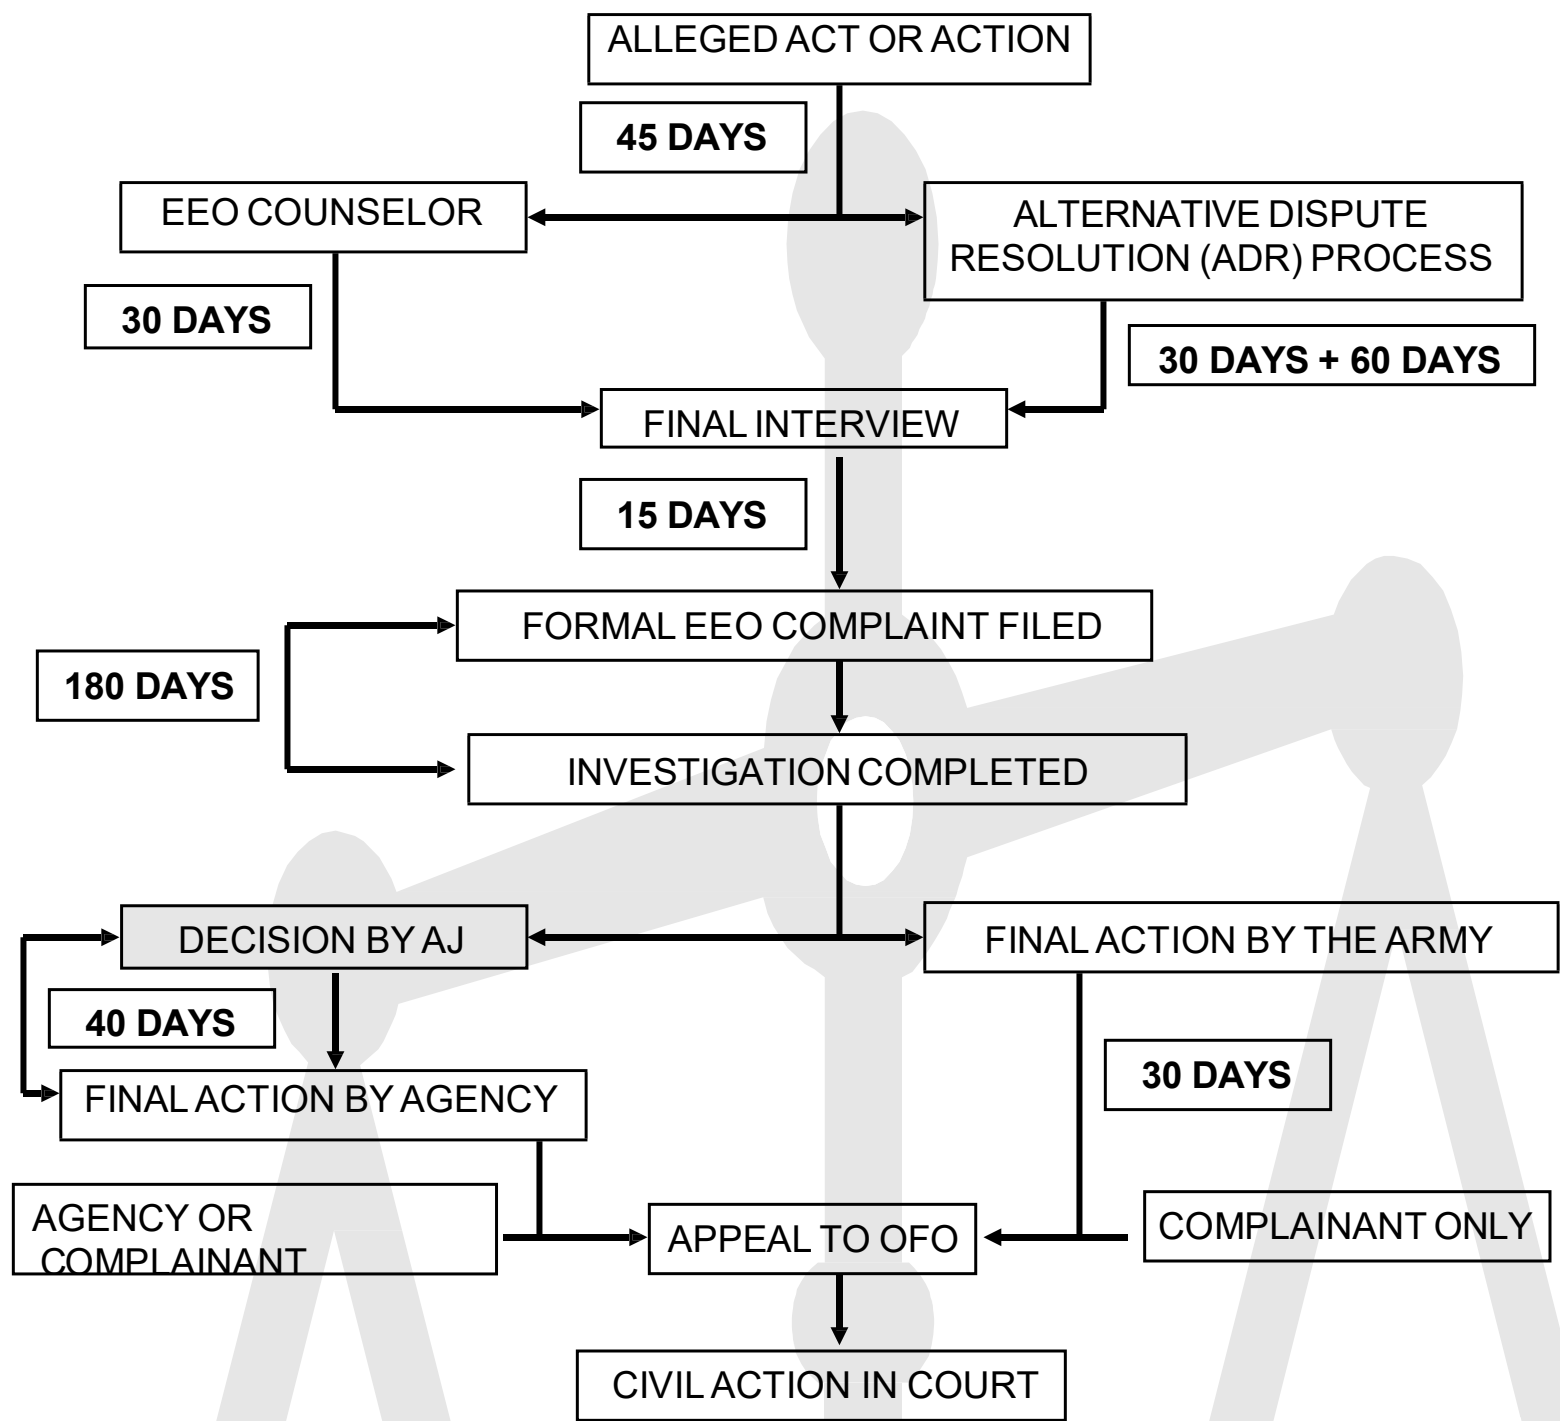 ALLEGED ACT OR ACTION
45 DAYS
EEO COUNSELOR
ALTERNATIVE DISPUTE
RESOLUTION (ADR) PROCESS
30 DAYS
30 DAYS + 60 DAYS
FINAL INTERVIEW
15 DAYS
FORMAL EEO COMPLAINT FILED
180 DAYS
INVESTIGATION COMPLETED
DECISION BY AJ
FINAL ACTION BY THE ARMY
40 DAYS
30 DAYS
FINAL ACTION BY AGENCY
AGENCY OR
COMPLAINANT
APPEAL TO OFO
COMPLAINANT ONLY
CIVIL ACTION IN COURT